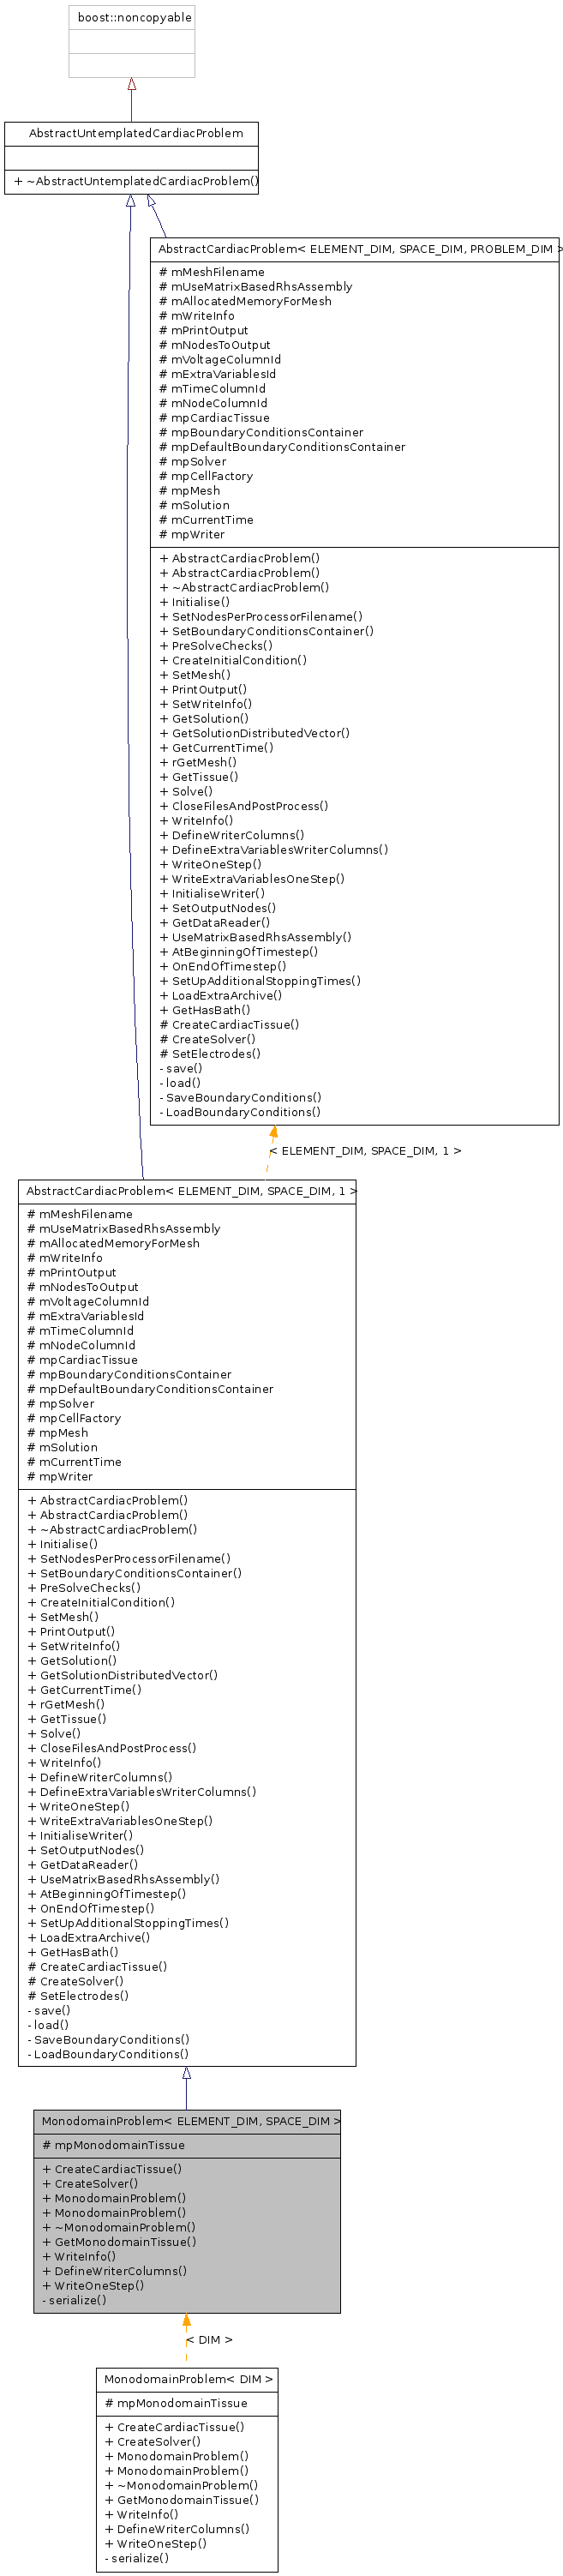 boost::noncopyable
AbstractUntemplatedCardiacProblem
+ ~AbstractUntemplatedCardiacProblem()
AbstractCardiacProblem< ELEMENT_DIM, SPACE_DIM, PROBLEM_DIM >
# mMeshFilename
# mUseMatrixBasedRhsAssembly
# mAllocatedMemoryForMesh
# mWriteInfo
# mPrintOutput
# mNodesToOutput
# mVoltageColumnId
# mExtraVariablesId
# mTimeColumnId
# mNodeColumnId
# mpCardiacTissue
# mpBoundaryConditionsContainer
# mpDefaultBoundaryConditionsContainer
# mpSolver
# mpCellFactory
# mpMesh
# mSolution
# mCurrentTime
# mpWriter
+ AbstractCardiacProblem()
+ AbstractCardiacProblem()
+ ~AbstractCardiacProblem()
+ Initialise()
+ SetNodesPerProcessorFilename()
+ SetBoundaryConditionsContainer()
+ PreSolveChecks()
+ CreateInitialCondition()
+ SetMesh()
+ PrintOutput()
+ SetWriteInfo()
+ GetSolution()
+ GetSolutionDistributedVector()
+ GetCurrentTime()
+ rGetMesh()
+ GetTissue()
+ Solve()
+ CloseFilesAndPostProcess()
+ WriteInfo()
+ DefineWriterColumns()
+ DefineExtraVariablesWriterColumns()
+ WriteOneStep()
+ WriteExtraVariablesOneStep()
+ InitialiseWriter()
+ SetOutputNodes()
+ GetDataReader()
+ UseMatrixBasedRhsAssembly()
+ AtBeginningOfTimestep()
+ OnEndOfTimestep()
+ SetUpAdditionalStoppingTimes()
+ LoadExtraArchive()
+ GetHasBath()
# CreateCardiacTissue()
# CreateSolver()
# SetElectrodes()
- save()
- load()
- SaveBoundaryConditions()
- LoadBoundaryConditions()
< ELEMENT_DIM, SPACE_DIM, 1 >
AbstractCardiacProblem< ELEMENT_DIM, SPACE_DIM, 1 >
# mMeshFilename
# mUseMatrixBasedRhsAssembly
# mAllocatedMemoryForMesh
# mWriteInfo
# mPrintOutput
# mNodesToOutput
# mVoltageColumnId
# mExtraVariablesId
# mTimeColumnId
# mNodeColumnId
# mpCardiacTissue
# mpBoundaryConditionsContainer
# mpDefaultBoundaryConditionsContainer
# mpSolver
# mpCellFactory
# mpMesh
# mSolution
# mCurrentTime
# mpWriter
+ AbstractCardiacProblem()
+ AbstractCardiacProblem()
+ ~AbstractCardiacProblem()
+ Initialise()
+ SetNodesPerProcessorFilename()
+ SetBoundaryConditionsContainer()
+ PreSolveChecks()
+ CreateInitialCondition()
+ SetMesh()
+ PrintOutput()
+ SetWriteInfo()
+ GetSolution()
+ GetSolutionDistributedVector()
+ GetCurrentTime()
+ rGetMesh()
+ GetTissue()
+ Solve()
+ CloseFilesAndPostProcess()
+ WriteInfo()
+ DefineWriterColumns()
+ DefineExtraVariablesWriterColumns()
+ WriteOneStep()
+ WriteExtraVariablesOneStep()
+ InitialiseWriter()
+ SetOutputNodes()
+ GetDataReader()
+ UseMatrixBasedRhsAssembly()
+ AtBeginningOfTimestep()
+ OnEndOfTimestep()
+ SetUpAdditionalStoppingTimes()
+ LoadExtraArchive()
+ GetHasBath()
# CreateCardiacTissue()
# CreateSolver()
# SetElectrodes()
- save()
- load()
- SaveBoundaryConditions()
- LoadBoundaryConditions()
MonodomainProblem< ELEMENT_DIM, SPACE_DIM >
# mpMonodomainTissue
+ CreateCardiacTissue()
+ CreateSolver()
+ MonodomainProblem()
+ MonodomainProblem()
+ ~MonodomainProblem()
+ GetMonodomainTissue()
+ WriteInfo()
+ DefineWriterColumns()
+ WriteOneStep()
- serialize()
< DIM >
MonodomainProblem< DIM >
# mpMonodomainTissue
+ CreateCardiacTissue()
+ CreateSolver()
+ MonodomainProblem()
+ MonodomainProblem()
+ ~MonodomainProblem()
+ GetMonodomainTissue()
+ WriteInfo()
+ DefineWriterColumns()
+ WriteOneStep()
- serialize()